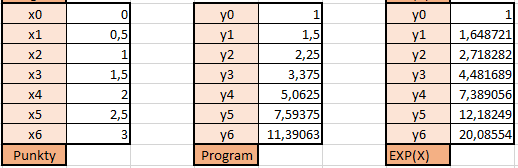 x0 0 y0 1 y0 1
x1 0,5 y1 1,5 y1 1,648721
x2 1 y2 2,25 y2 2,718282
x3 1,5 y3 3,375 y3 4,481689
x4 2 y4 5,0625 y4 7,389056
x5 2,5 y5 7,59375 y5 12,18249
x6 3 y6 11,39063 y6 20,08554
Punkty Program EXP(X)